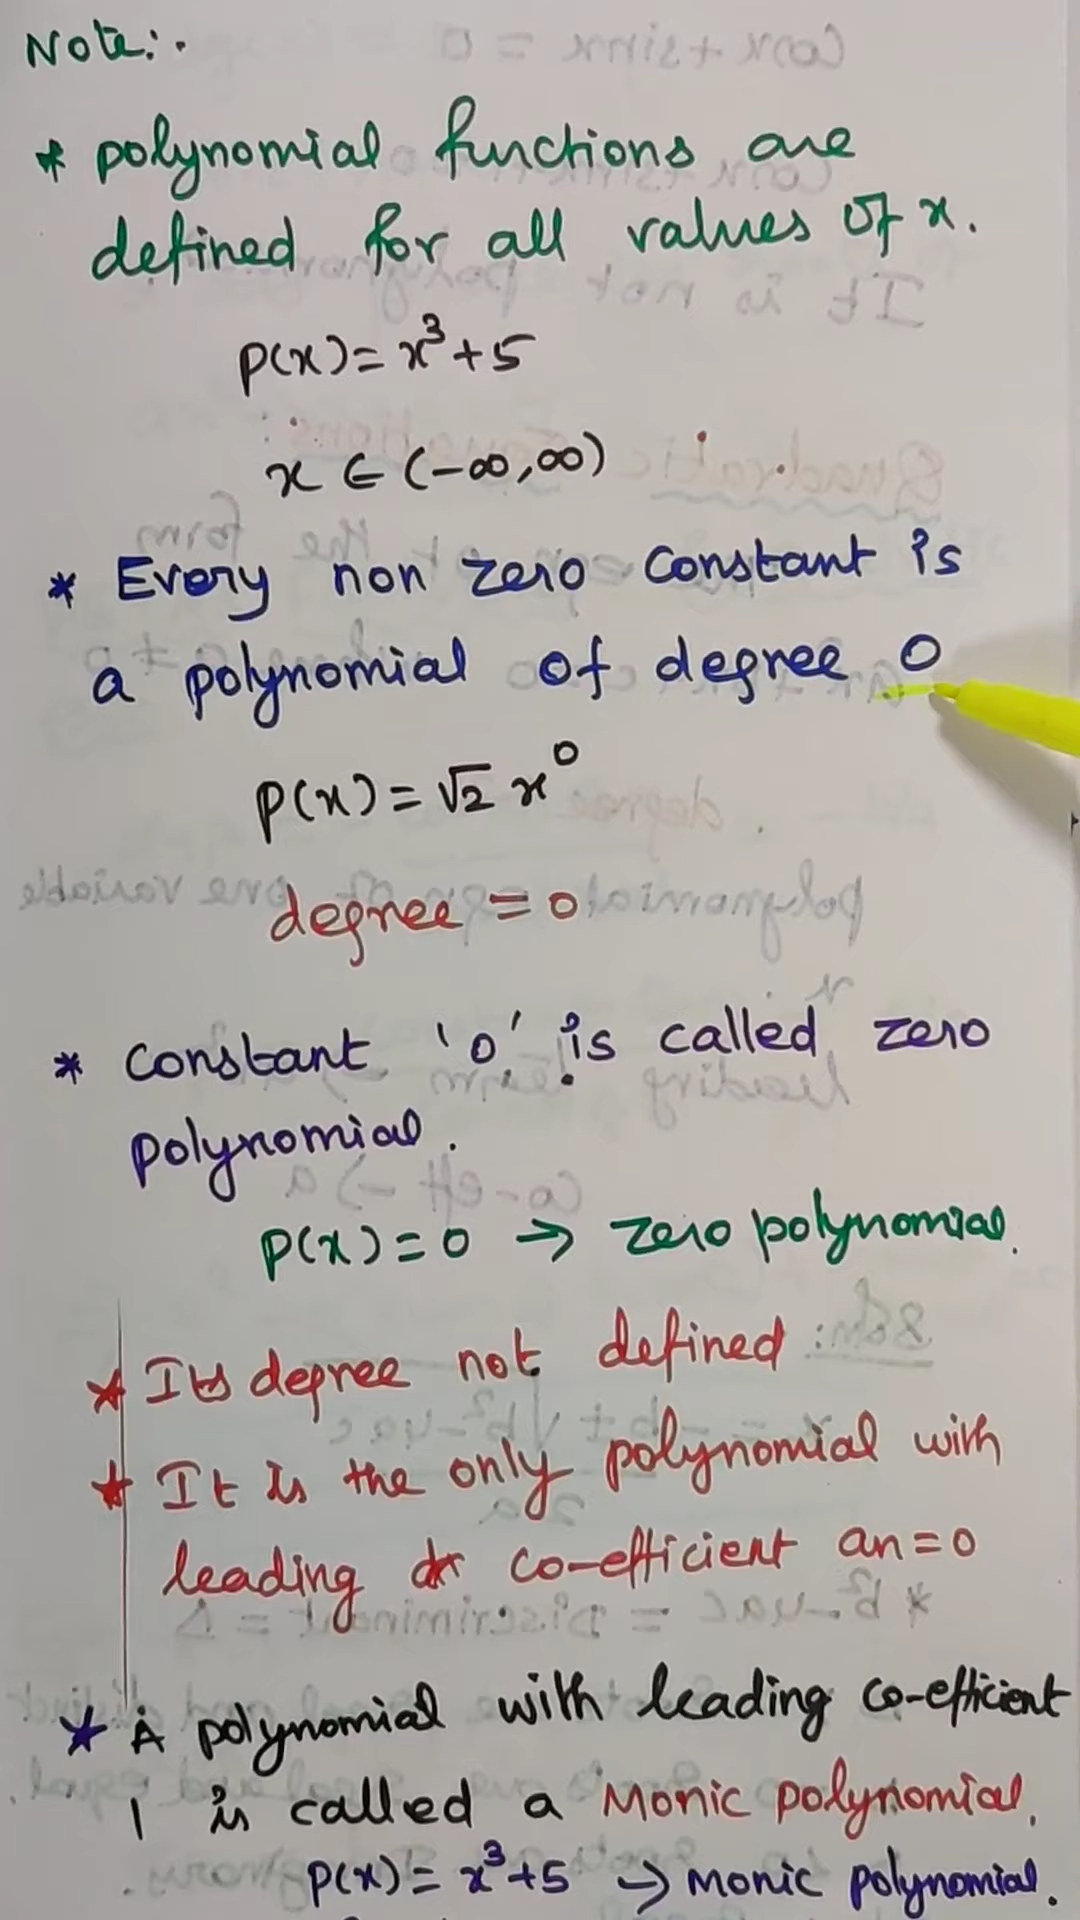 Note:-
* polynomial functions are
defined for all values of x.
p(x)=x³+5
x ∈ (-∞,∞)
* Every non zero constant is
a polynomial of degree 0
p(x)=√2 x⁰
degree = 0
* constant '0' is called zero
polynomial.
p(x)=0 → zero polynomial.
* Its degree not defined
* It is the only polynomial with
leading co-efficient an=0
* A polynomial with leading co-efficient
1 is called a Monic polynomial.
p(x)=x³+5 → monic polynomial.